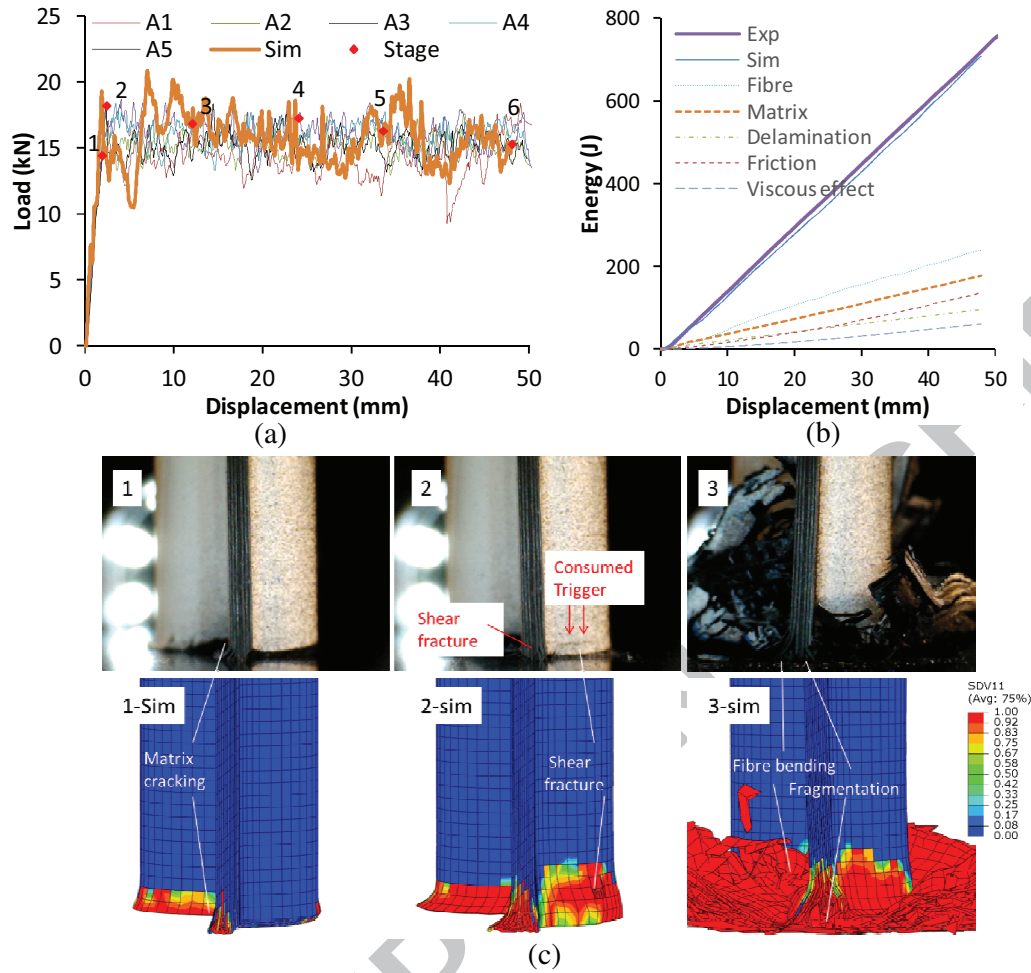 A1 A2 A3 A4
A5 Sim Stage
25
20
15
10
5
0
Load (kN)
1
2
3
4
5
6
0 10 20 30 40 50
Displacement (mm)
(a)
800
600
400
200
0
Energy (J)
Exp
Sim
Fibre
Matrix
Delamination
Friction
Viscous effect
0 10 20 30 40 50
Displacement (mm)
(b)
1
2
3
Consumed
Trigger
Shear
fracture
1-Sim
2-sim
3-sim
Matrix
cracking
Shear
fracture
Fibre bending
Fragmentation
SDV11
(Avg: 75%)
1.00
0.92
0.83
0.75
0.67
0.58
0.50
0.42
0.33
0.25
0.17
0.08
0.00
(c)